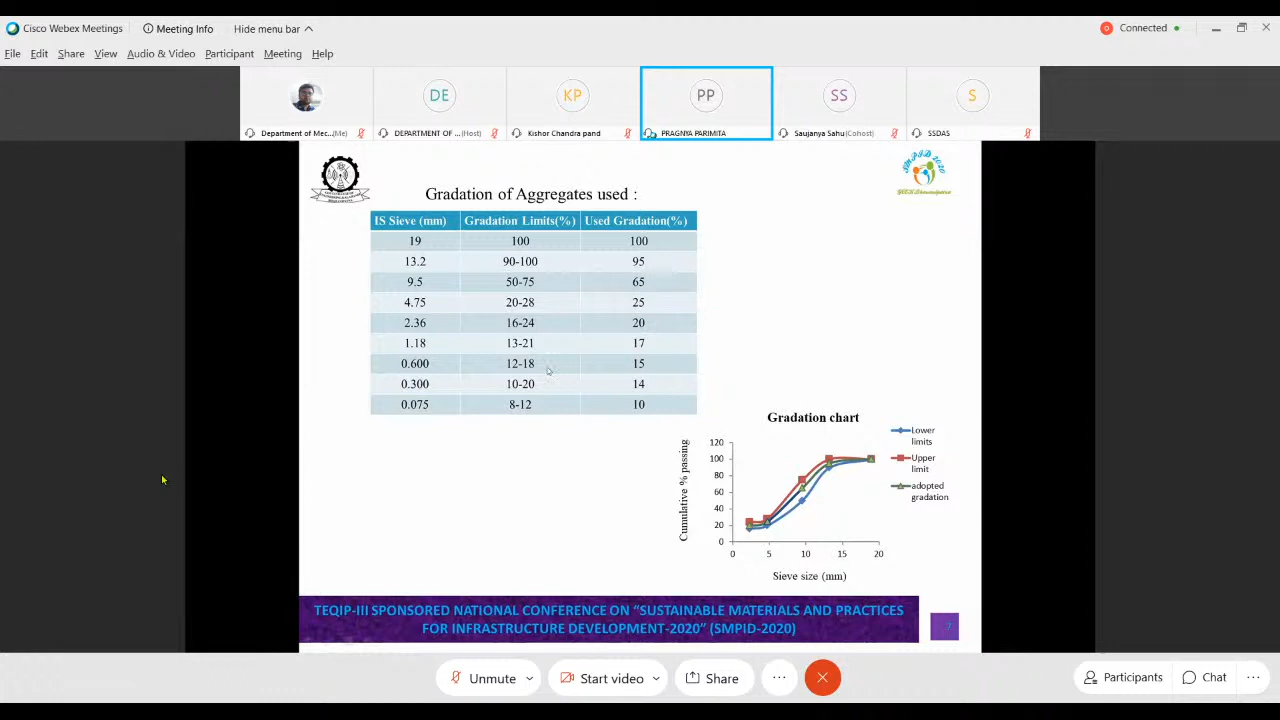 Cisco Webex Meetings
Meeting Info
Hide menu bar
Connected
File Edit Share View Audio & Video Participant Meeting Help
DE KP PP SS S
Department of Mec...(Me) DEPARTMENT OF ...(Host) Kishor Chandra pand PRAGNYA PARIMITA Saujanya Sahu(Cohost) SSDAS
SMPID 2020
Gradation of Aggregates used :
IS Sieve (mm) Gradation Limits(%) Used Gradation(%)
19 100 100
13.2 90-100 95
9.5 50-75 65
4.75 20-28 25
2.36 16-24 20
1.18 13-21 17
0.600 12-18 15
0.300 10-20 14
0.075 8-12 10
Gradation chart
Cumulative % passing
120
100
80
60
40
20
0
0 5 10 15 20
Sieve size (mm)
Lower
limits
Upper
limit
adopted
gradation
TEQIP-III SPONSORED NATIONAL CONFERENCE ON “SUSTAINABLE MATERIALS AND PRACTICES
FOR INFRASTRUCTURE DEVELOPMENT-2020” (SMPID-2020)
7
Unmute Start video Share Participants Chat